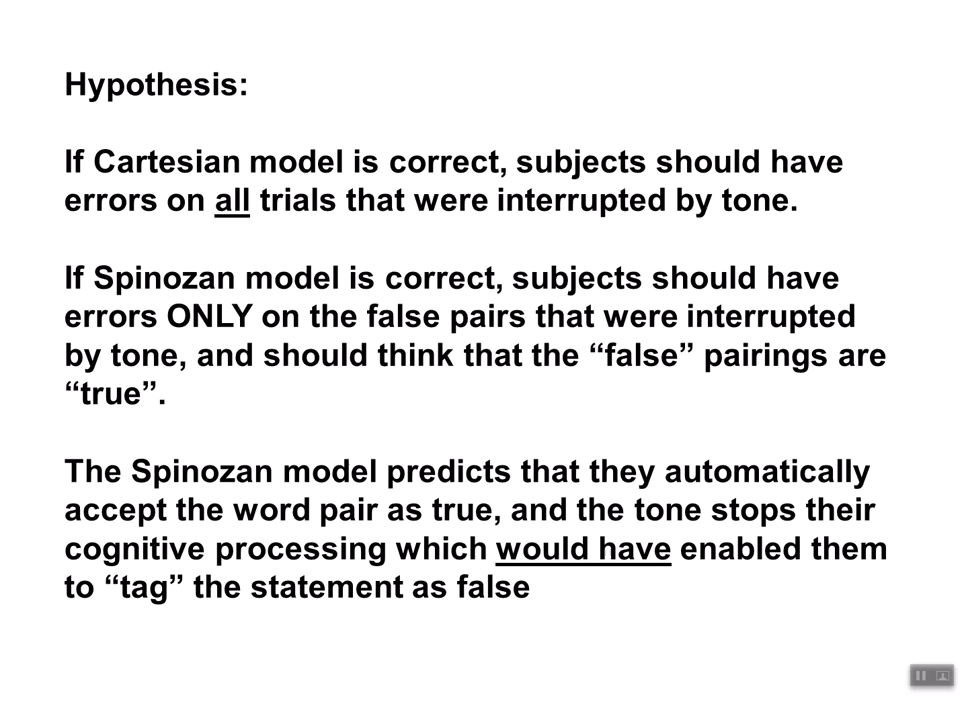 Hypothesis:
If Cartesian model is correct, subjects should have
errors on all trials that were interrupted by tone.
If Spinozan model is correct, subjects should have
errors ONLY on the false pairs that were interrupted
by tone, and should think that the “false” pairings are
“true”.
The Spinozan model predicts that they automatically
accept the word pair as true, and the tone stops their
cognitive processing which would have enabled them
to “tag” the statement as false